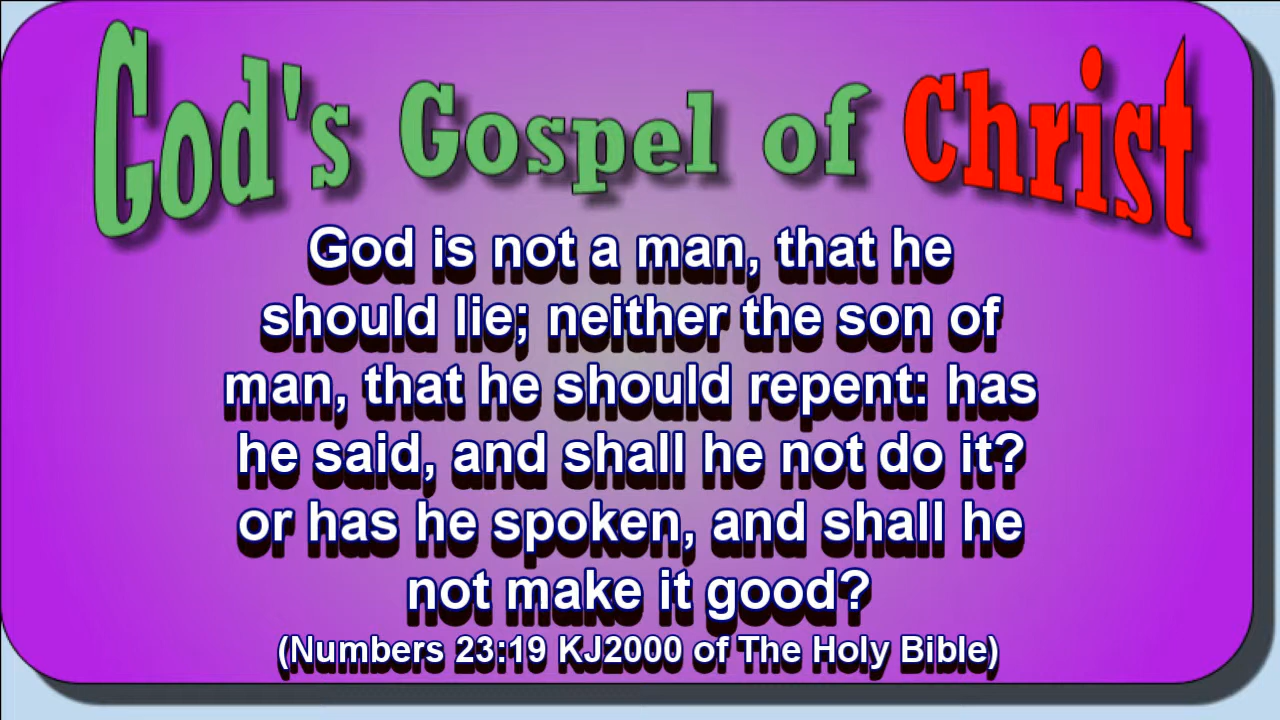 God's Gospel of Christ
God is not a man, that he
should lie; neither the son of
man, that he should repent: has
he said, and shall he not do it?
or has he spoken, and shall he
not make it good?
(Numbers 23:19 KJ2000 of The Holy Bible)